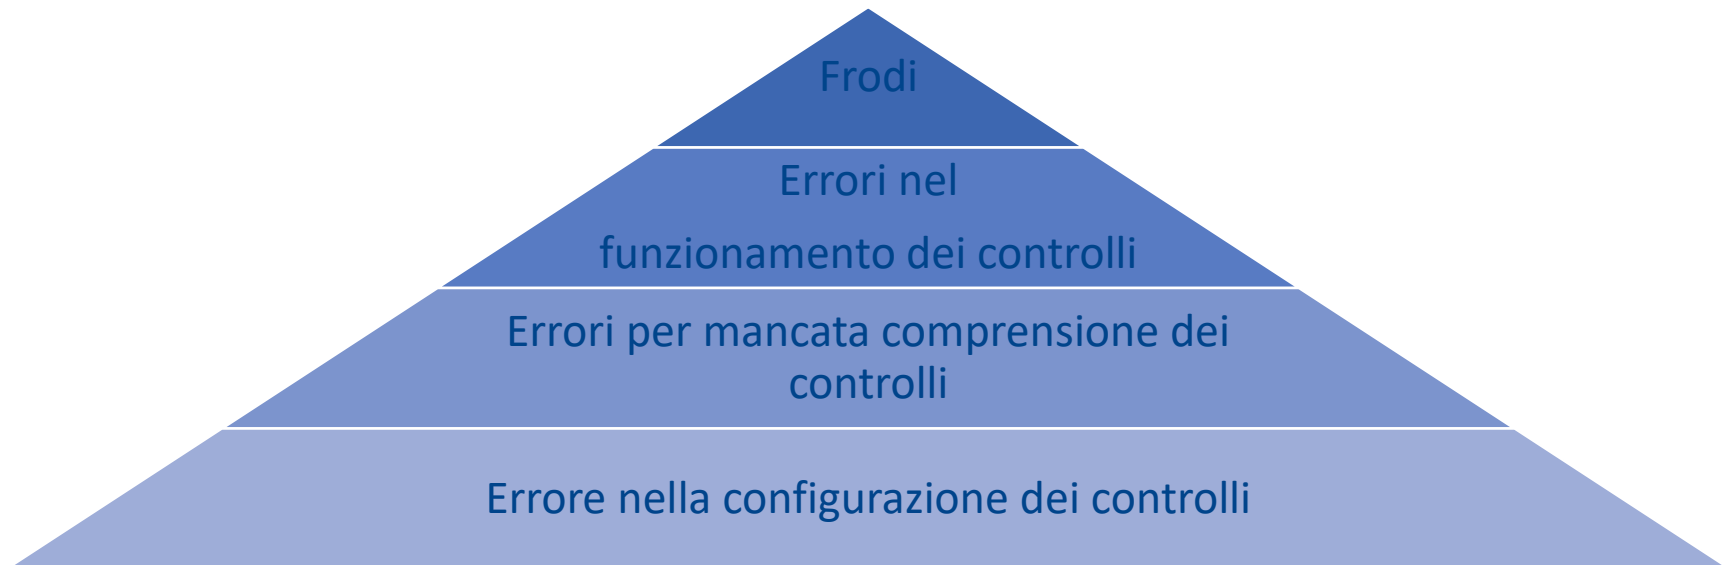 Frodi
Errori nel
funzionamento dei controlli
Errori per mancata comprensione dei
controlli
Errore nella configurazione dei controlli